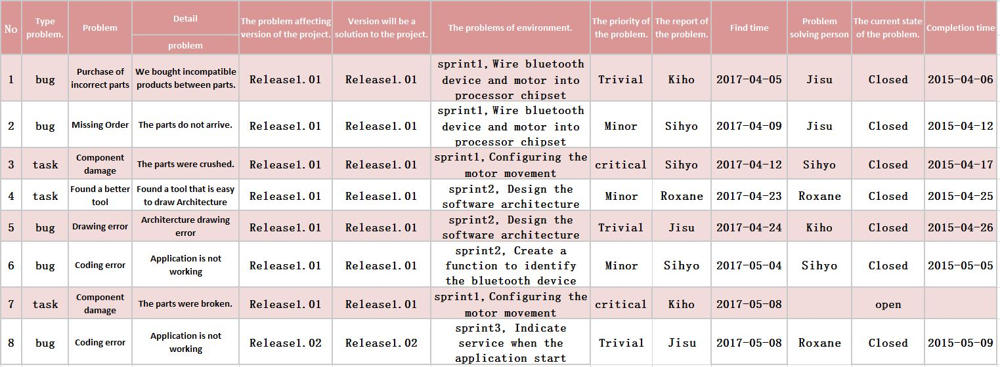 No
Type
problem.
Problem
Detail
problem
The problem affecting
version of the project.
Version will be a
solution to the project.
The problems of environment.
The priority of
the problem.
The report of
the problem.
Find time
Problem
solving person
The current state
of the problem.
Completion time
1
bug
Purchase of
incorrect parts
We bought incompatible
products between parts.
Release1.01
Release1.01
sprint1, Wire bluetooth
device and motor into
processor chipset
Trivial
Kiho
2017-04-05
Jisu
Closed
2015-04-06
2
bug
Missing Order
The parts do not arrive.
Release1.01
Release1.01
sprint1, Wire bluetooth
device and motor into
processor chipset
Minor
Sihyo
2017-04-09
Jisu
Closed
2015-04-12
3
task
Component
damage
The parts were crushed.
Release1.01
Release1.01
sprint1, Configuring the
motor movement
critical
Sihyo
2017-04-12
Sihyo
Closed
2015-04-17
4
task
Found a better
tool
Found a tool that is easy
to draw Architecture
Release1.01
Release1.01
sprint2, Design the
software architecture
Minor
Roxane
2017-04-23
Roxane
Closed
2015-04-25
5
bug
Drawing error
Architercture drawing
error
Release1.01
Release1.01
sprint2, Design the
software architecture
Trivial
Jisu
2017-04-24
Kiho
Closed
2015-04-26
6
bug
Coding error
Application is not
working
Release1.01
Release1.01
sprint2, Create a
function to identify
the bluetooth device
Minor
Sihyo
2017-05-04
Sihyo
Closed
2015-05-05
7
task
Component
damage
The parts were broken.
Release1.01
Release1.01
sprint1, Configuring the
motor movement
critical
Kiho
2017-05-08
open
8
bug
Coding error
Application is not
working
Release1.02
Release1.02
sprint3, Indicate
service when the
application start
Trivial
Jisu
2017-05-08
Roxane
Closed
2015-05-09